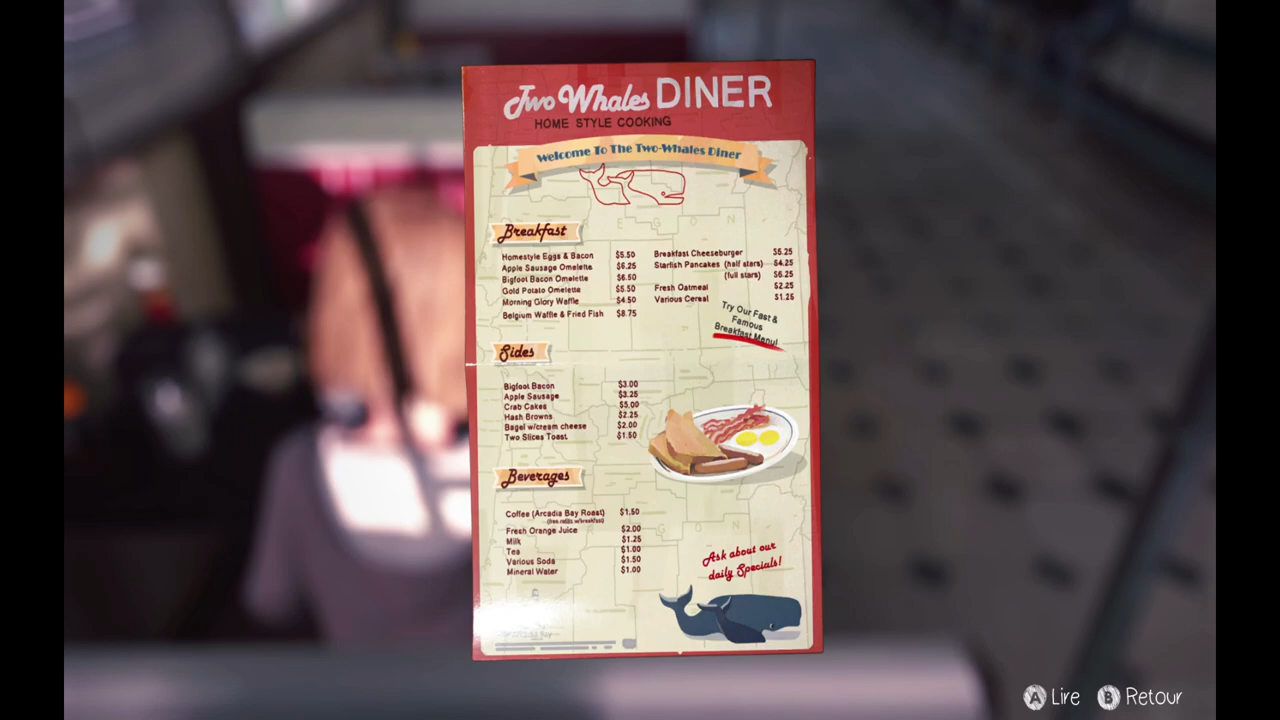 Two Whales DINER
HOME STYLE COOKING
Welcome To The Two-Whales Diner
E G O N
Breakfast
Homestyle Eggs & Bacon $5.50
Apple Sausage Omelette $6.25
Bigfoot Bacon Omelette $6.50
Gold Potato Omelette $5.50
Morning Glory Waffle $4.50
Belgium Waffle & Fried Fish $8.75
Breakfast Cheeseburger $5.25
Starfish Pancakes (half stars) $4.25
(full stars) $6.25
Fresh Oatmeal $2.25
Various Cereal $1.25
Try Our Fast &
Famous
Breakfast Menu!
Sides
Bigfoot Bacon $3.00
Apple Sausage $3.25
Crab Cakes $5.00
Hash Browns $2.25
Bagel w/cream cheese $2.00
Two Slices Toast $1.50
Beverages
Coffee (Arcadia Bay Roast) $1.50
(free refills w/breakfast)
Fresh Orange Juice $2.00
Milk $1.25
Tea $1.00
Various Soda $1.50
Mineral Water $1.00
Ask about our
daily Specials!
A Lire B Retour